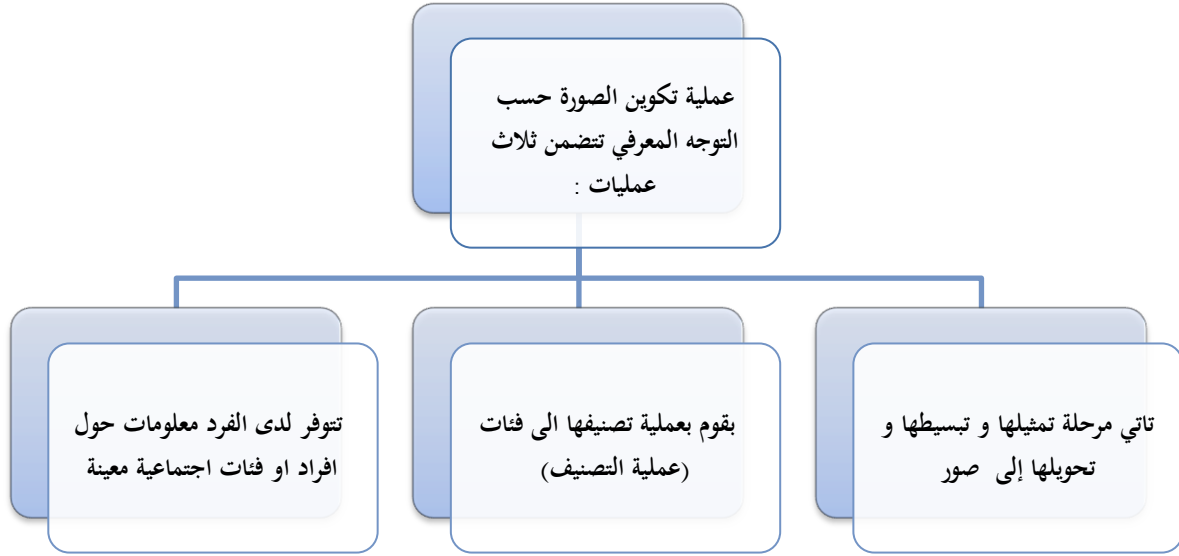 عملية تكوين الصورة حسب
التوجه المعرفي تتضمن ثلاث
عمليات :
تتوفر لدى الفرد معلومات حول
افراد او فئات اجتماعية معينة
بقوم بعملية تصنيفها الى فئات
(عملية التصنيف)
تاتي مرحلة تمثيلها و تبسيطها و
تحويلها إلى صور